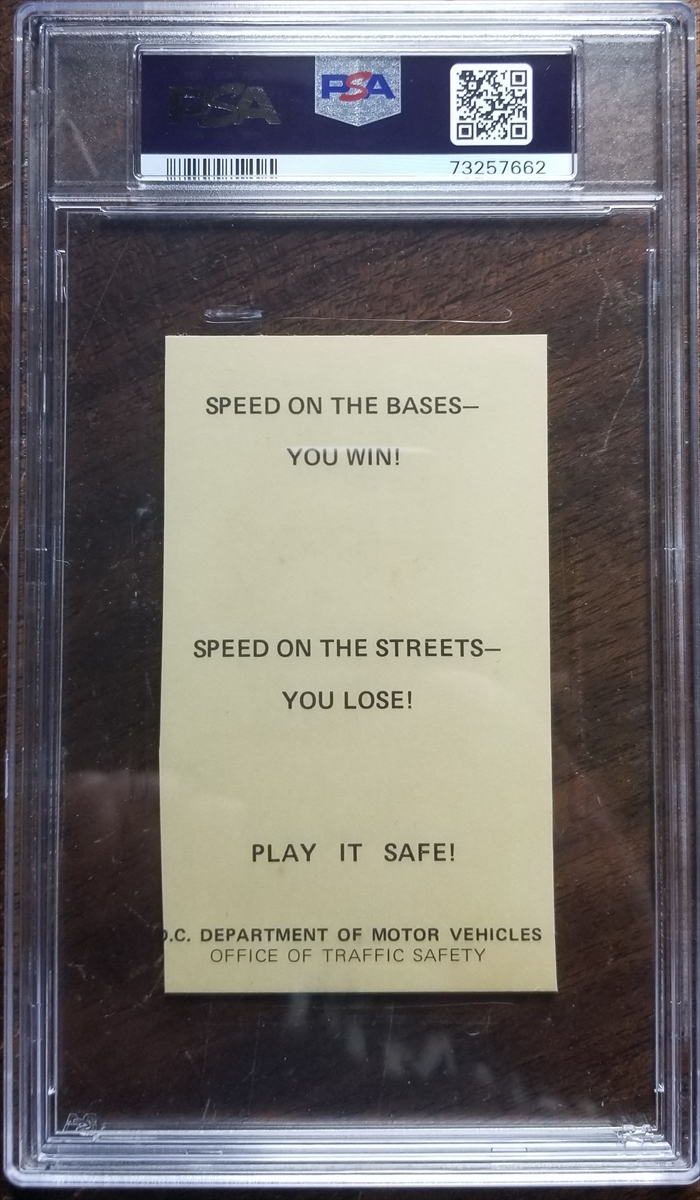 PSA
PSA
73257662
SPEED ON THE BASES—
YOU WIN!
SPEED ON THE STREETS—
YOU LOSE!
PLAY IT SAFE!
D.C. DEPARTMENT OF MOTOR VEHICLES
OFFICE OF TRAFFIC SAFETY